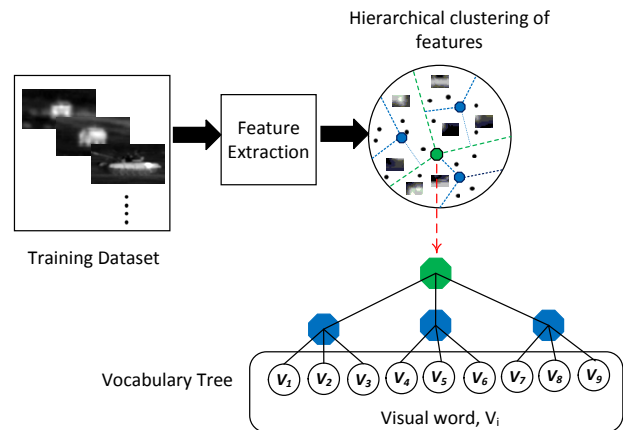 Hierarchical clustering of
features
Feature
Extraction
Training Dataset
Vocabulary Tree
V1 V2 V3 V4 V5 V6 V7 V8 V9
Visual word, Vi